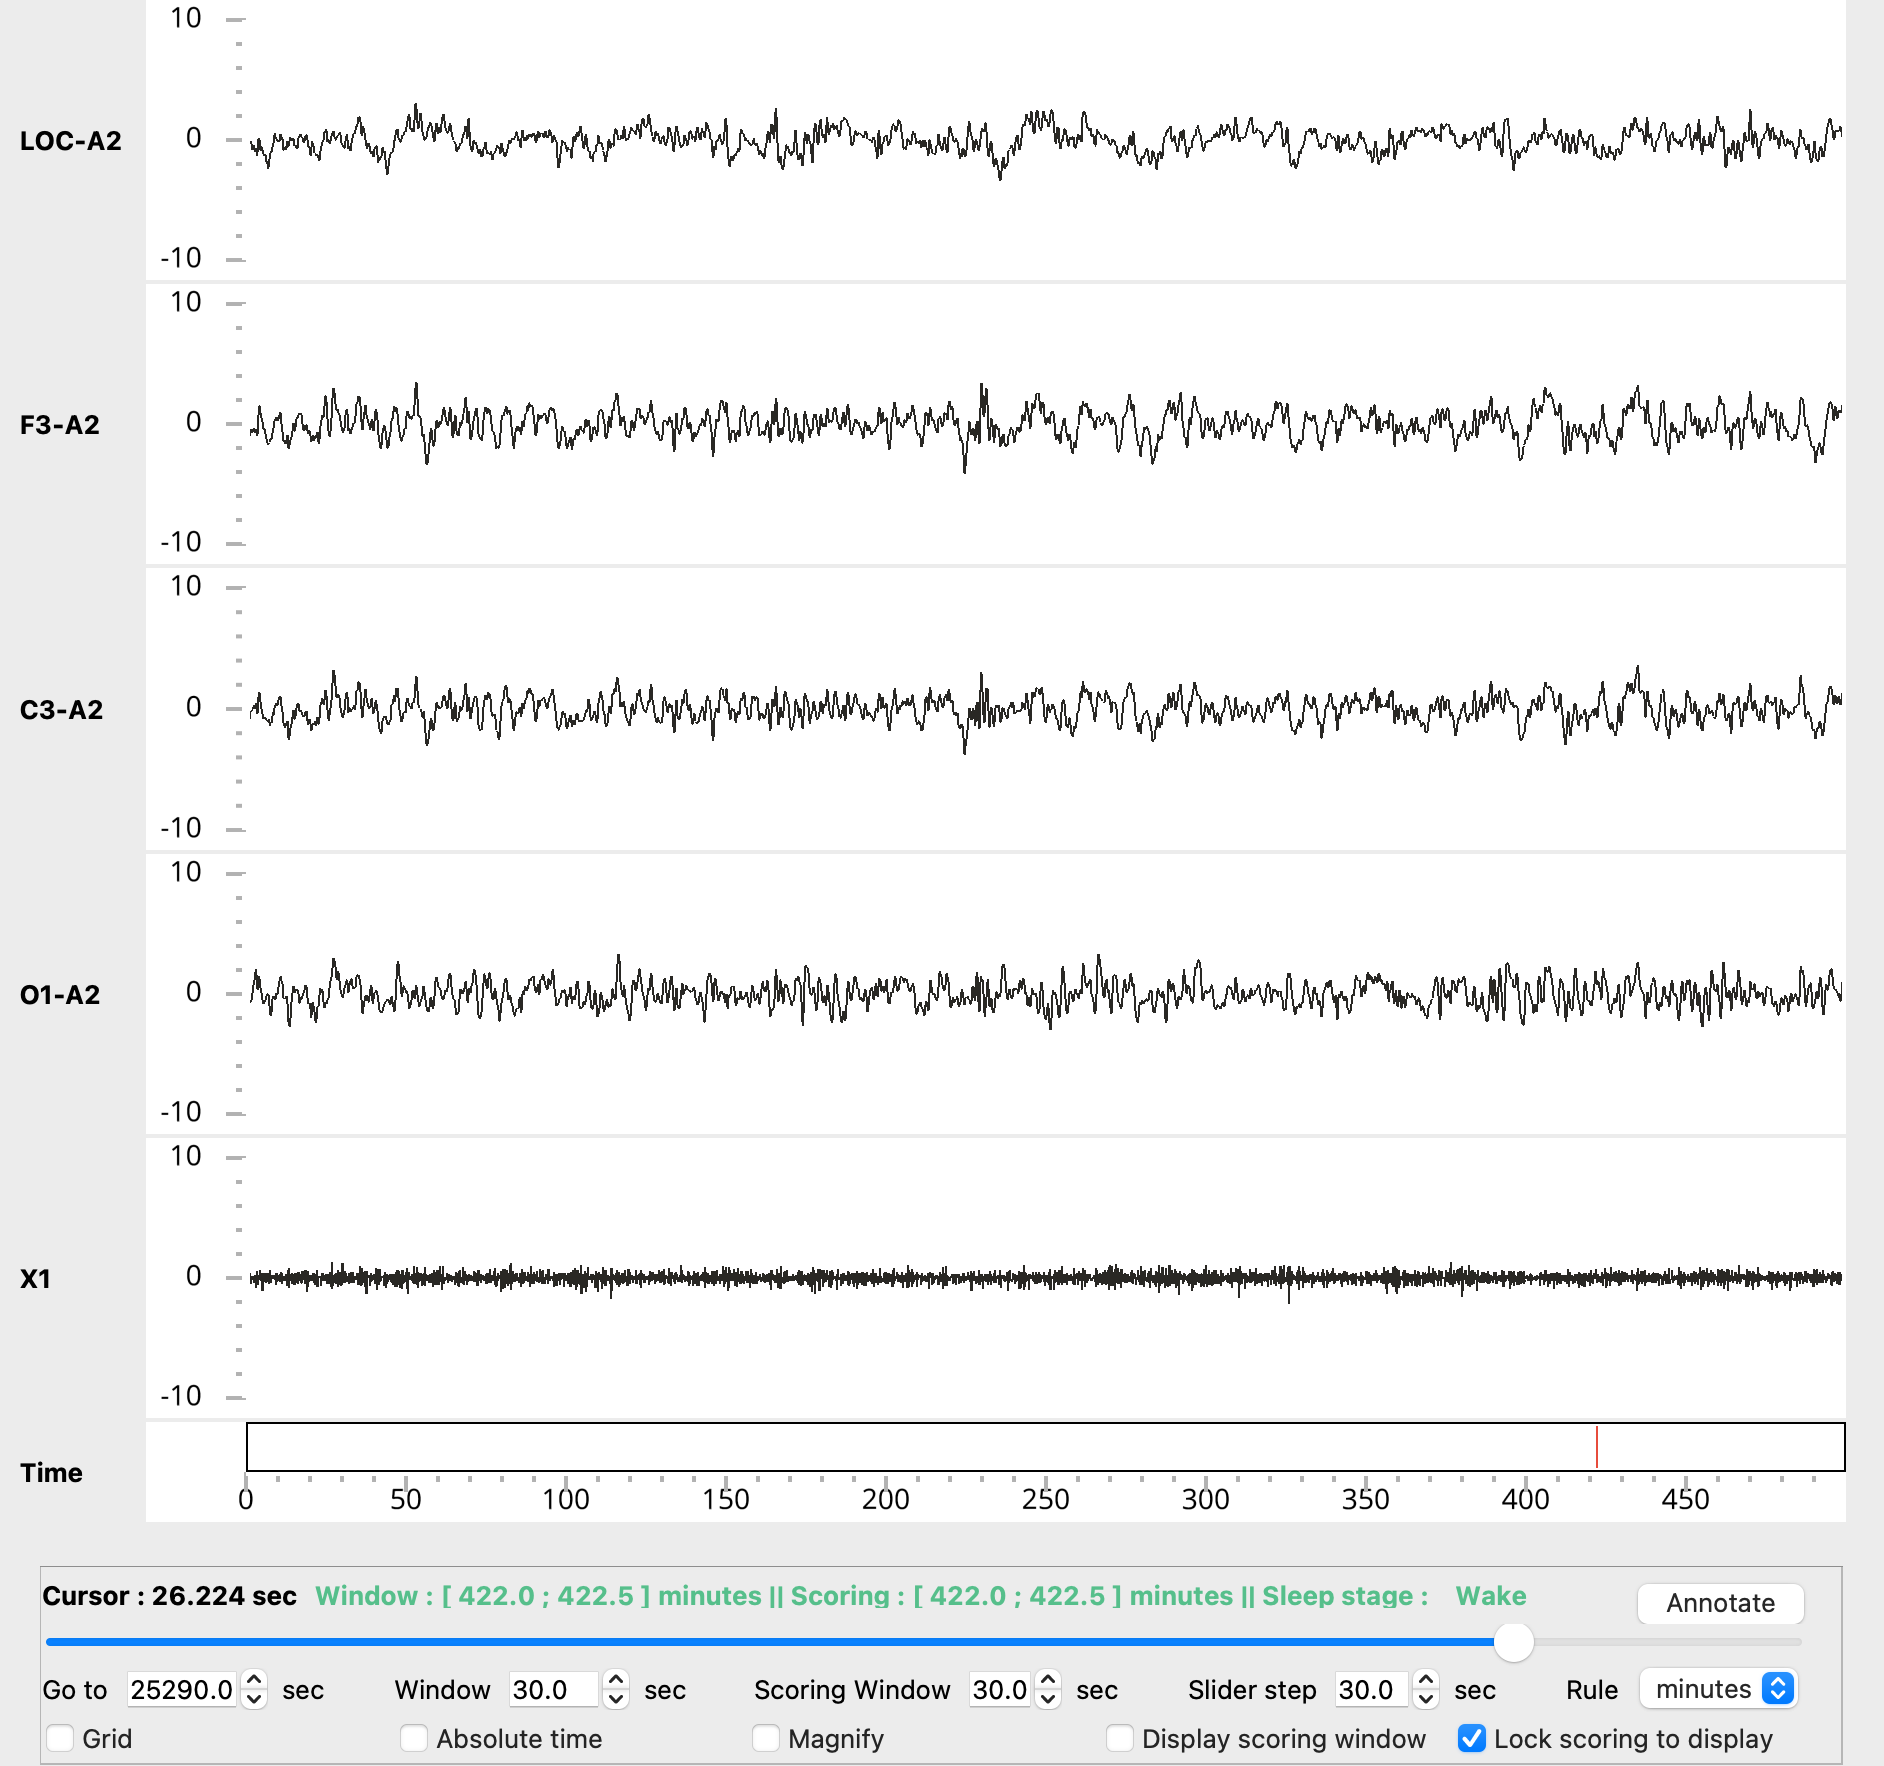 10
LOC-A2
0
-10
10
F3-A2
0
-10
10
C3-A2
0
-10
10
O1-A2
0
-10
10
X1
0
-10
Time
0 50 100 150 200 250 300 350 400 450
Cursor : 26.224 sec Window : [ 422.0 ; 422.5 ] minutes || Scoring : [ 422.0 ; 422.5 ] minutes || Sleep stage : Wake Annotate
Go to 25290.0 sec Window 30.0 sec Scoring Window 30.0 sec Slider step 30.0 sec Rule minutes
Grid Absolute time Magnify Display scoring window Lock scoring to display